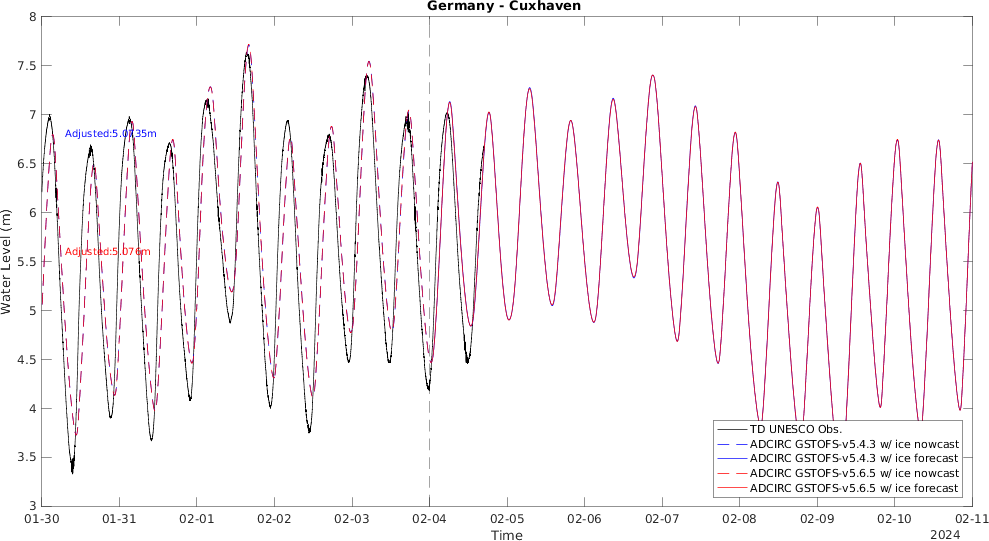 Germany - Cuxhaven
8
7.5
7
6.5
6
5.5
5
4.5
4
3.5
3
Water Level (m)
Adjusted:5.0735m
Adjusted:5.076m
TD UNESCO Obs.
ADCIRC GSTOFS-v5.4.3 w/ ice nowcast
ADCIRC GSTOFS-v5.4.3 w/ ice forecast
ADCIRC GSTOFS-v5.6.5 w/ ice nowcast
ADCIRC GSTOFS-v5.6.5 w/ ice forecast
01-30 01-31 02-01 02-02 02-03 02-04 02-05 02-06 02-07 02-08 02-09 02-10 02-11
Time
2024